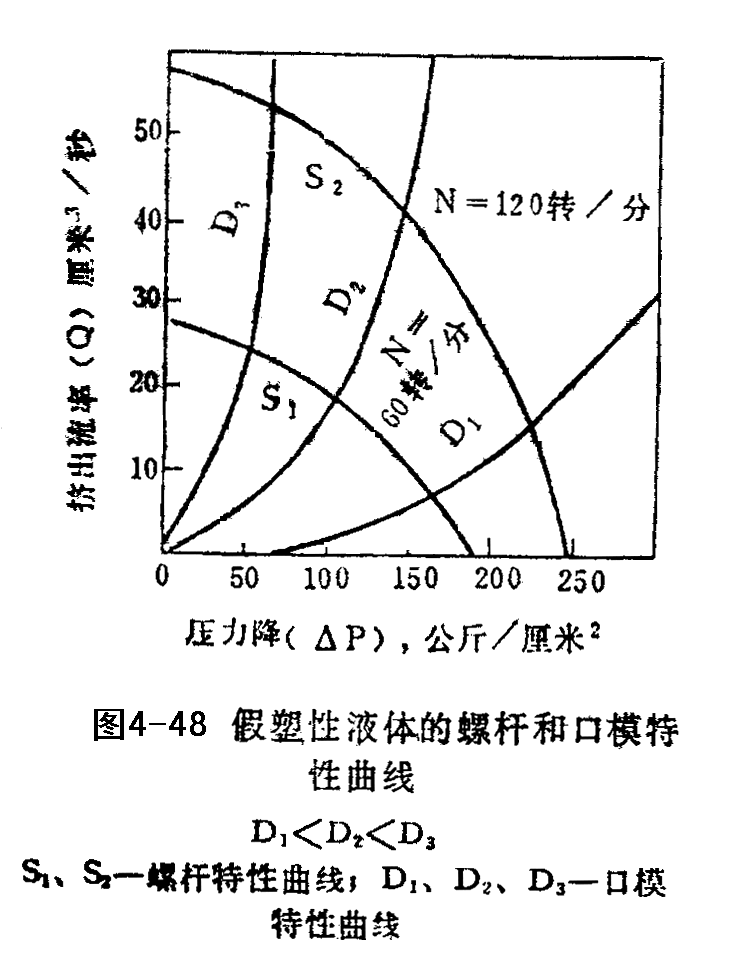 50
40
30
20
10
0
50
100
150
200
250
挤出流率(Q)厘米³/秒
D₃
S₂
D₂
S₁
N=
60转/分
D₁
N=120转/分
压力降(ΔP),公斤/厘米²
图4-48 假塑性液体的螺杆和口模特
性曲线
D₁<D₂<D₃
S₁、S₂—螺杆特性曲线;D₁、D₂、D₃—口模
特性曲线